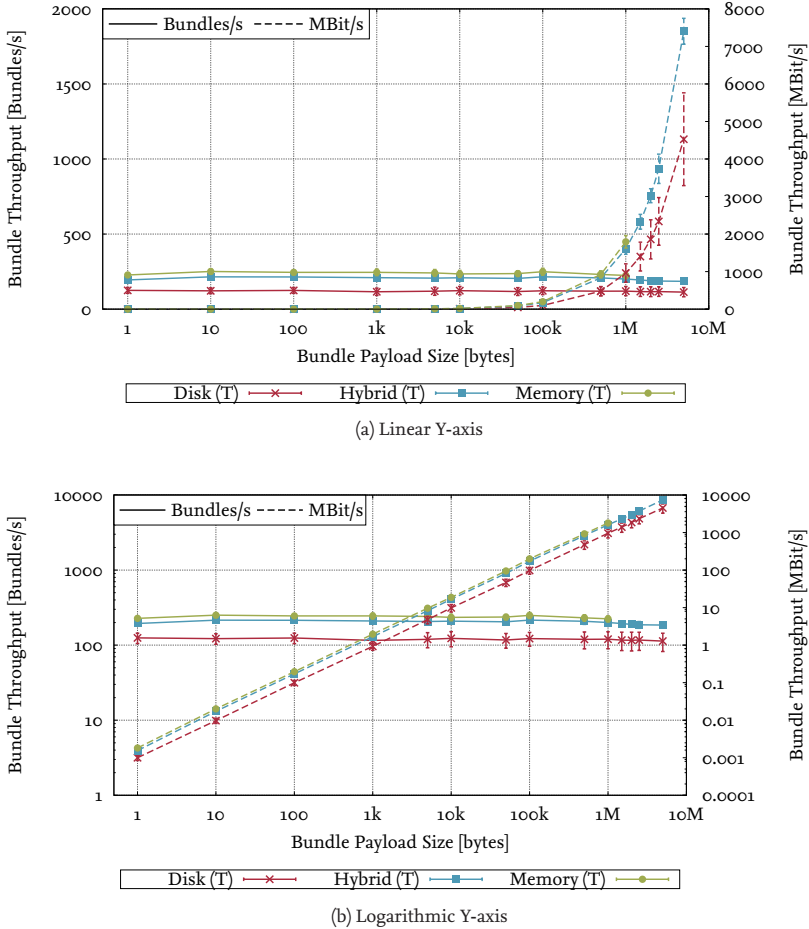 Bundles/s MBit/s
Bundle Throughput [Bundles/s]
2000
1500
1000
500
0
8000
7000
6000
5000
4000
3000
2000
1000
0
Bundle Throughput [MBit/s]
1 10 100 1k 10k 100k 1M 10M
Bundle Payload Size [bytes]
Disk (T) Hybrid (T) Memory (T)
(a) Linear Y-axis
Bundles/s MBit/s
Bundle Throughput [Bundles/s]
10000
1000
100
10
1
10000
1000
100
10
1
0.1
0.01
0.001
0.0001
Bundle Throughput [MBit/s]
1 10 100 1k 10k 100k 1M 10M
Bundle Payload Size [bytes]
Disk (T) Hybrid (T) Memory (T)
(b) Logarithmic Y-axis